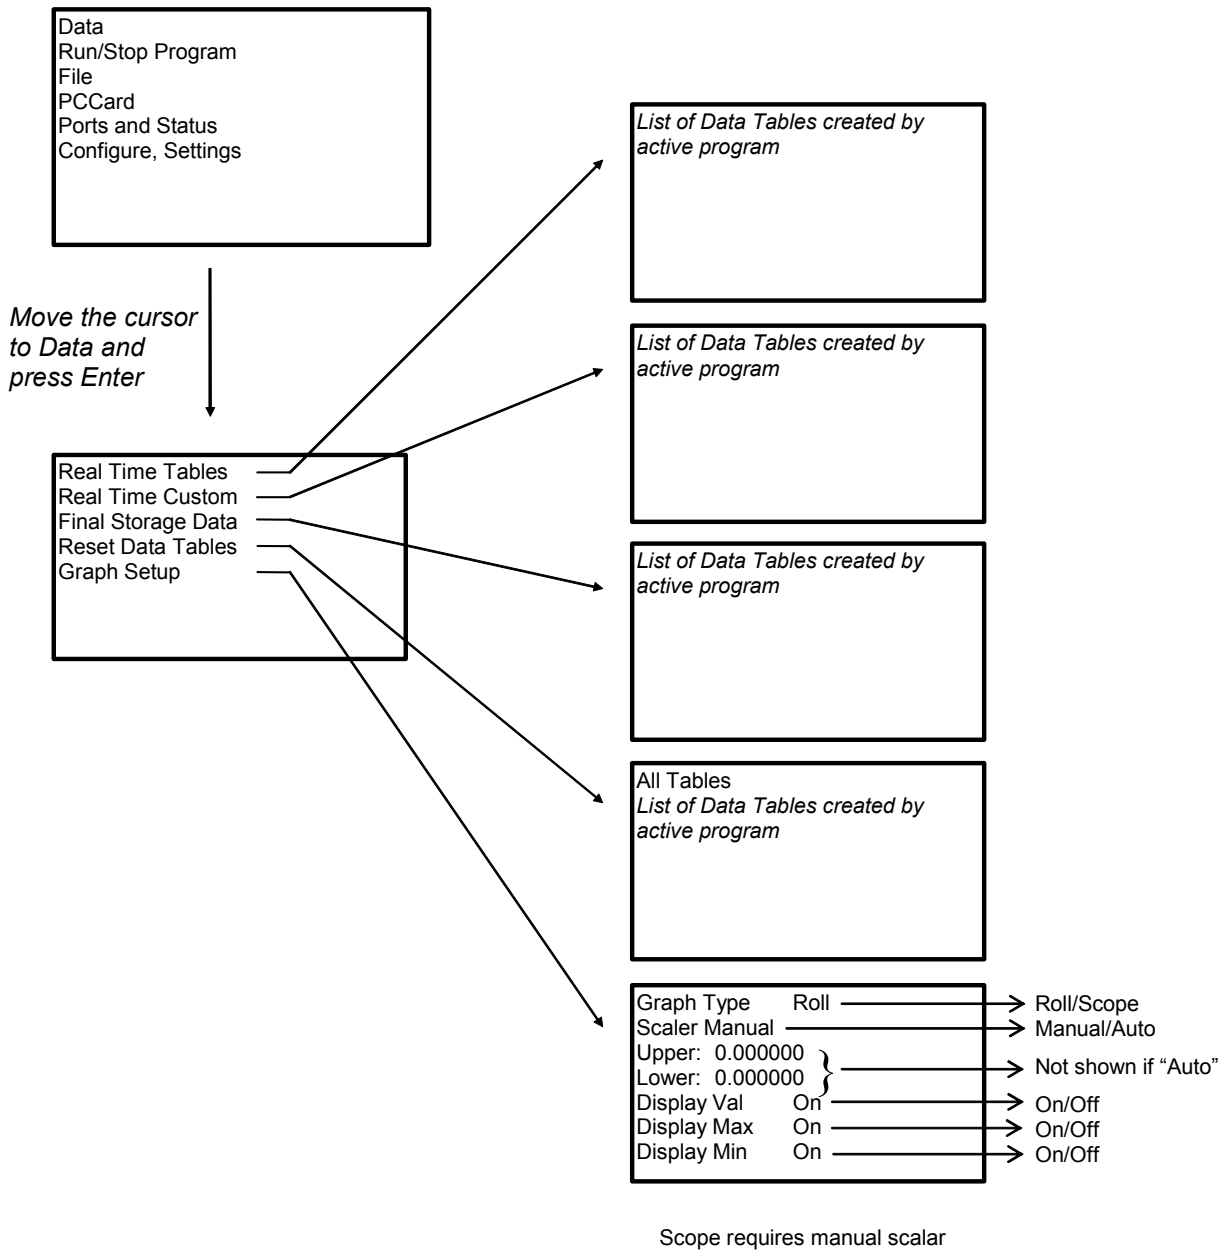 Data
Run/Stop Program
File
PCCard
Ports and Status
Configure, Settings
Move the cursor
to Data and
press Enter
Real Time Tables
Real Time Custom
Final Storage Data
Reset Data Tables
Graph Setup
List of Data Tables created by
active program
List of Data Tables created by
active program
List of Data Tables created by
active program
All Tables
List of Data Tables created by
active program
Graph Type Roll Roll/Scope
Scaler Manual Manual/Auto
Upper: 0.000000
Lower: 0.000000
Not shown if “Auto”
Display Val On On/Off
Display Max On On/Off
Display Min On On/Off
Scope requires manual scalar